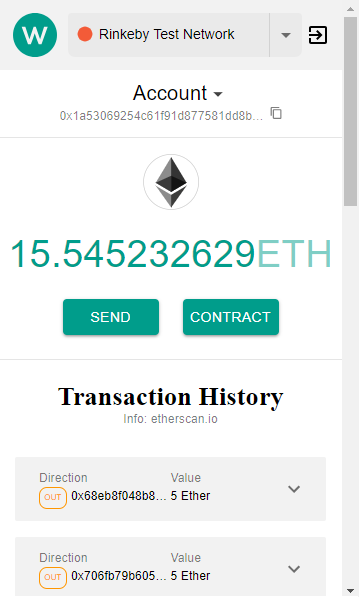 W
Rinkeby Test Network
Account
0x1a53069254c61f91d877581dd8b...
15.545232629ETH
SEND CONTRACT
Transaction History
Info: etherscan.io
Direction Value
OUT 0x68eb8f048b8... 5 Ether
Direction Value
OUT 0x706fb79b605... 5 Ether